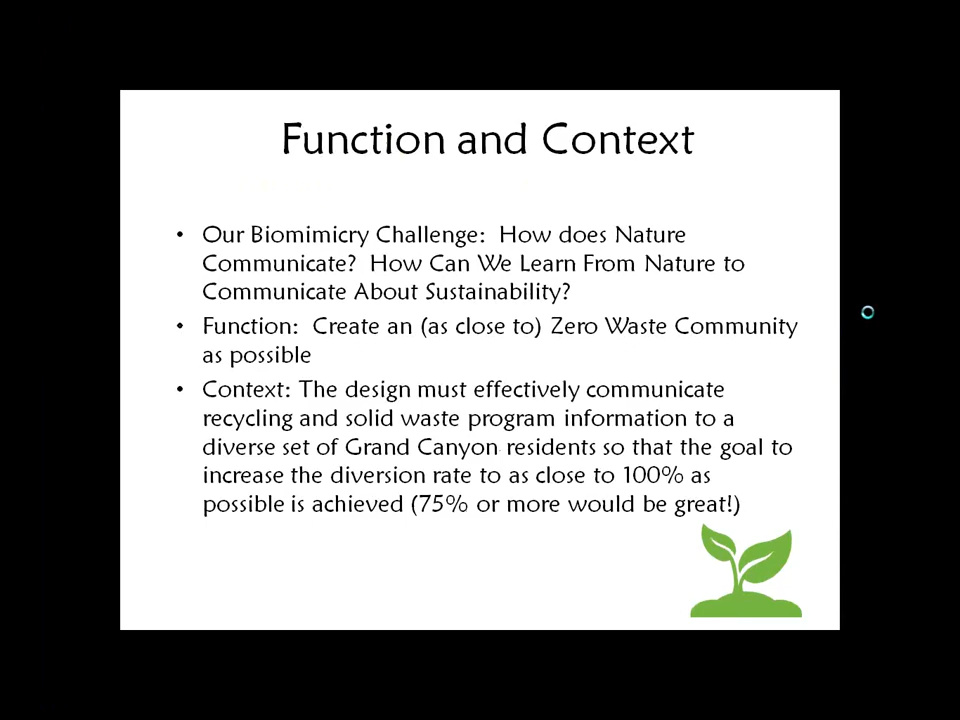 Function and Context
• Our Biomimicry Challenge:  How does Nature
Communicate?  How Can We Learn From Nature to
Communicate About Sustainability?
• Function:  Create an (as close to) Zero Waste Community
as possible
• Context: The design must effectively communicate
recycling and solid waste program information to a
diverse set of Grand Canyon residents so that the goal to
increase the diversion rate to as close to 100% as
possible is achieved (75% or more would be great!)